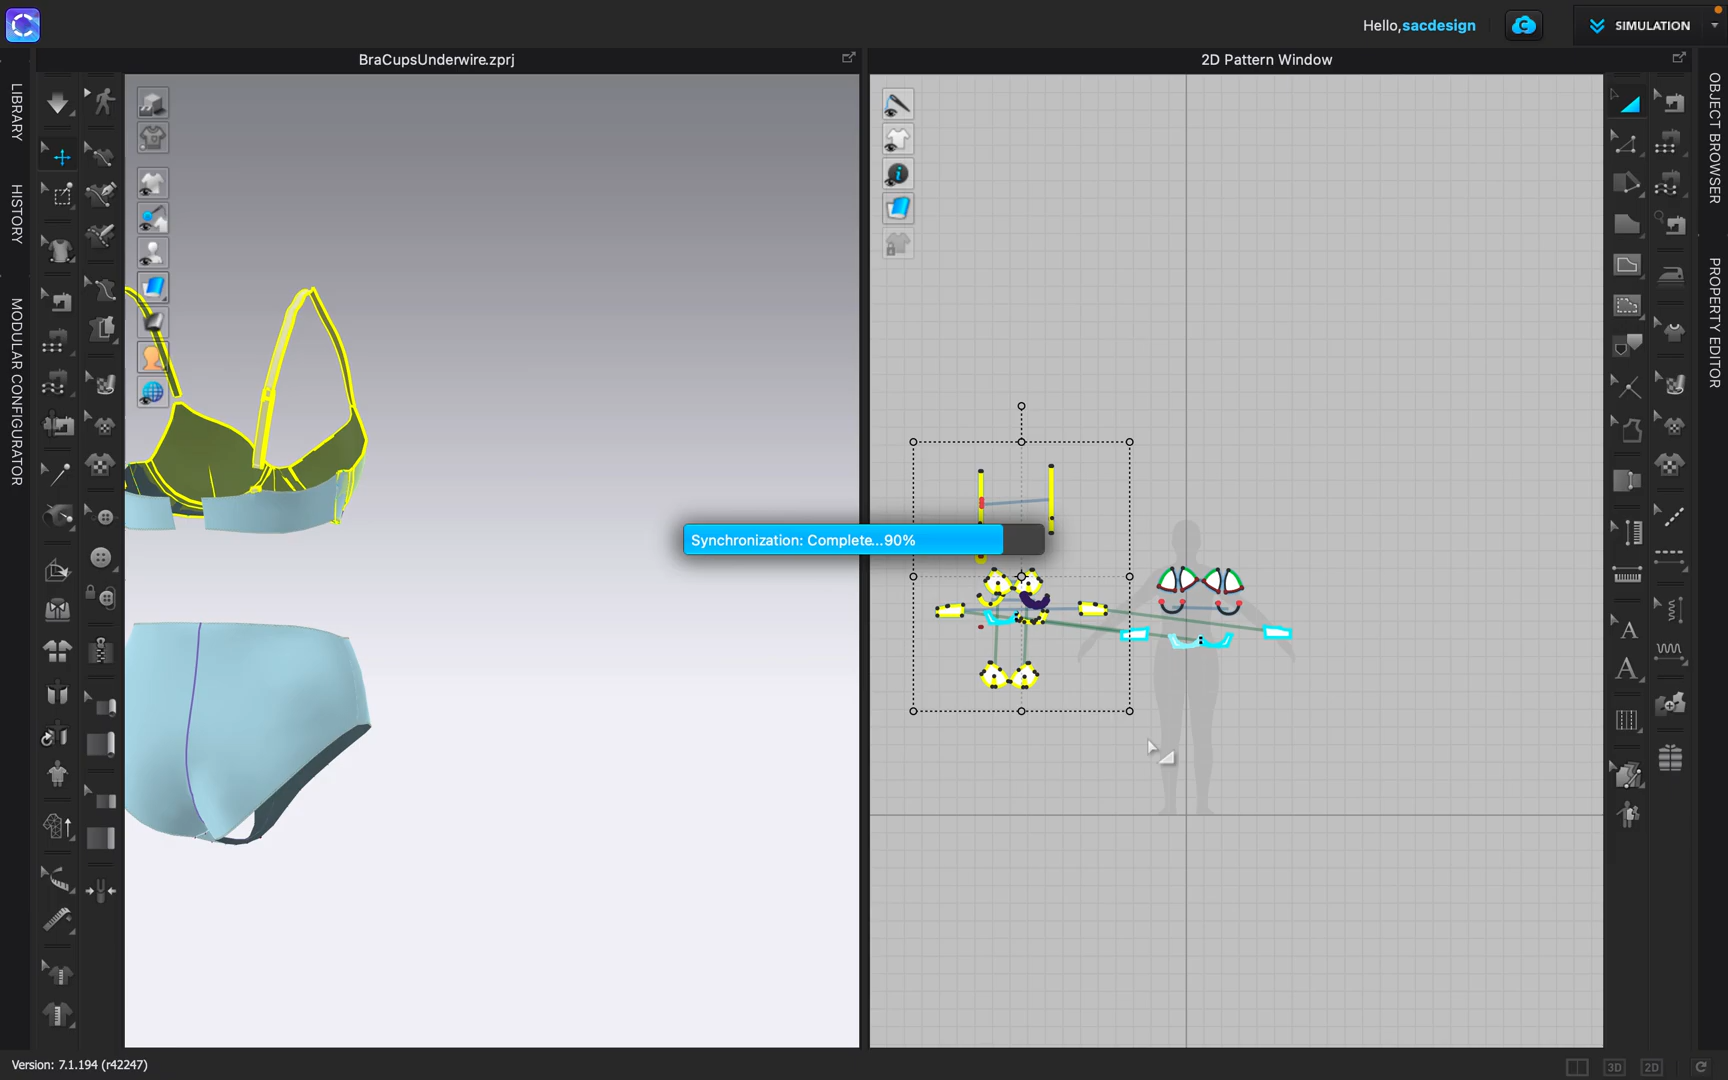 Hello,sacdesign
SIMULATION
BraCupsUnderwire.zprj
2D Pattern Window
LIBRARY
HISTORY
MODULAR CONFIGURATOR
OBJECT BROWSER
PROPERTY EDITOR
Synchronization: Complete...90%
A
A
Version: 7.1.194 (r42247)
3D
2D